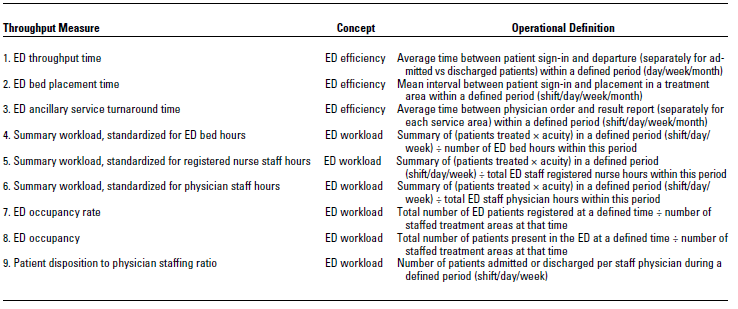 Throughput Measure Concept Operational Definition
1. ED throughput time ED efficiency Average time between patient sign-in and departure (separately for ad-
mitted vs discharged patients) within a defined period (day/week/month)
2. ED bed placement time ED efficiency Mean interval between patient sign-in and placement in a treatment
area within a defined period (shift/day/week/month)
3. ED ancillary service turnaround time ED efficiency Average time between physician order and result report (separately for
each service area) within a defined period (shift/day/week/month)
4. Summary workload, standardized for ED bed hours ED workload Summary of (patients treated × acuity) in a defined period (shift/day/
week) ÷ number of ED bed hours within this period
5. Summary workload, standardized for registered nurse staff hours ED workload Summary of (patients treated × acuity) in a defined period
(shift/day/week) ÷ total ED staff registered nurse hours within this period
6. Summary workload, standardized for physician staff hours ED workload Summary of (patients treated × acuity) in a defined period (shift/day/
week) ÷ total ED staff physician hours within this period
7. ED occupancy rate ED workload Total number of ED patients registered at a defined time ÷ number of
staffed treatment areas at that time
8. ED occupancy ED workload Total number of patients present in the ED at a defined time ÷ number of
staffed treatment areas at that time
9. Patient disposition to physician staffing ratio ED workload Number of patients admitted or discharged per staff physician during a
defined period (shift/day/week)